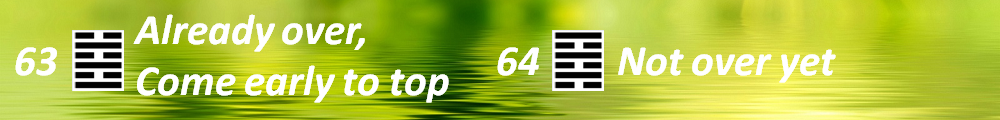 63 Already over,
Come early to top
64 Not over yet